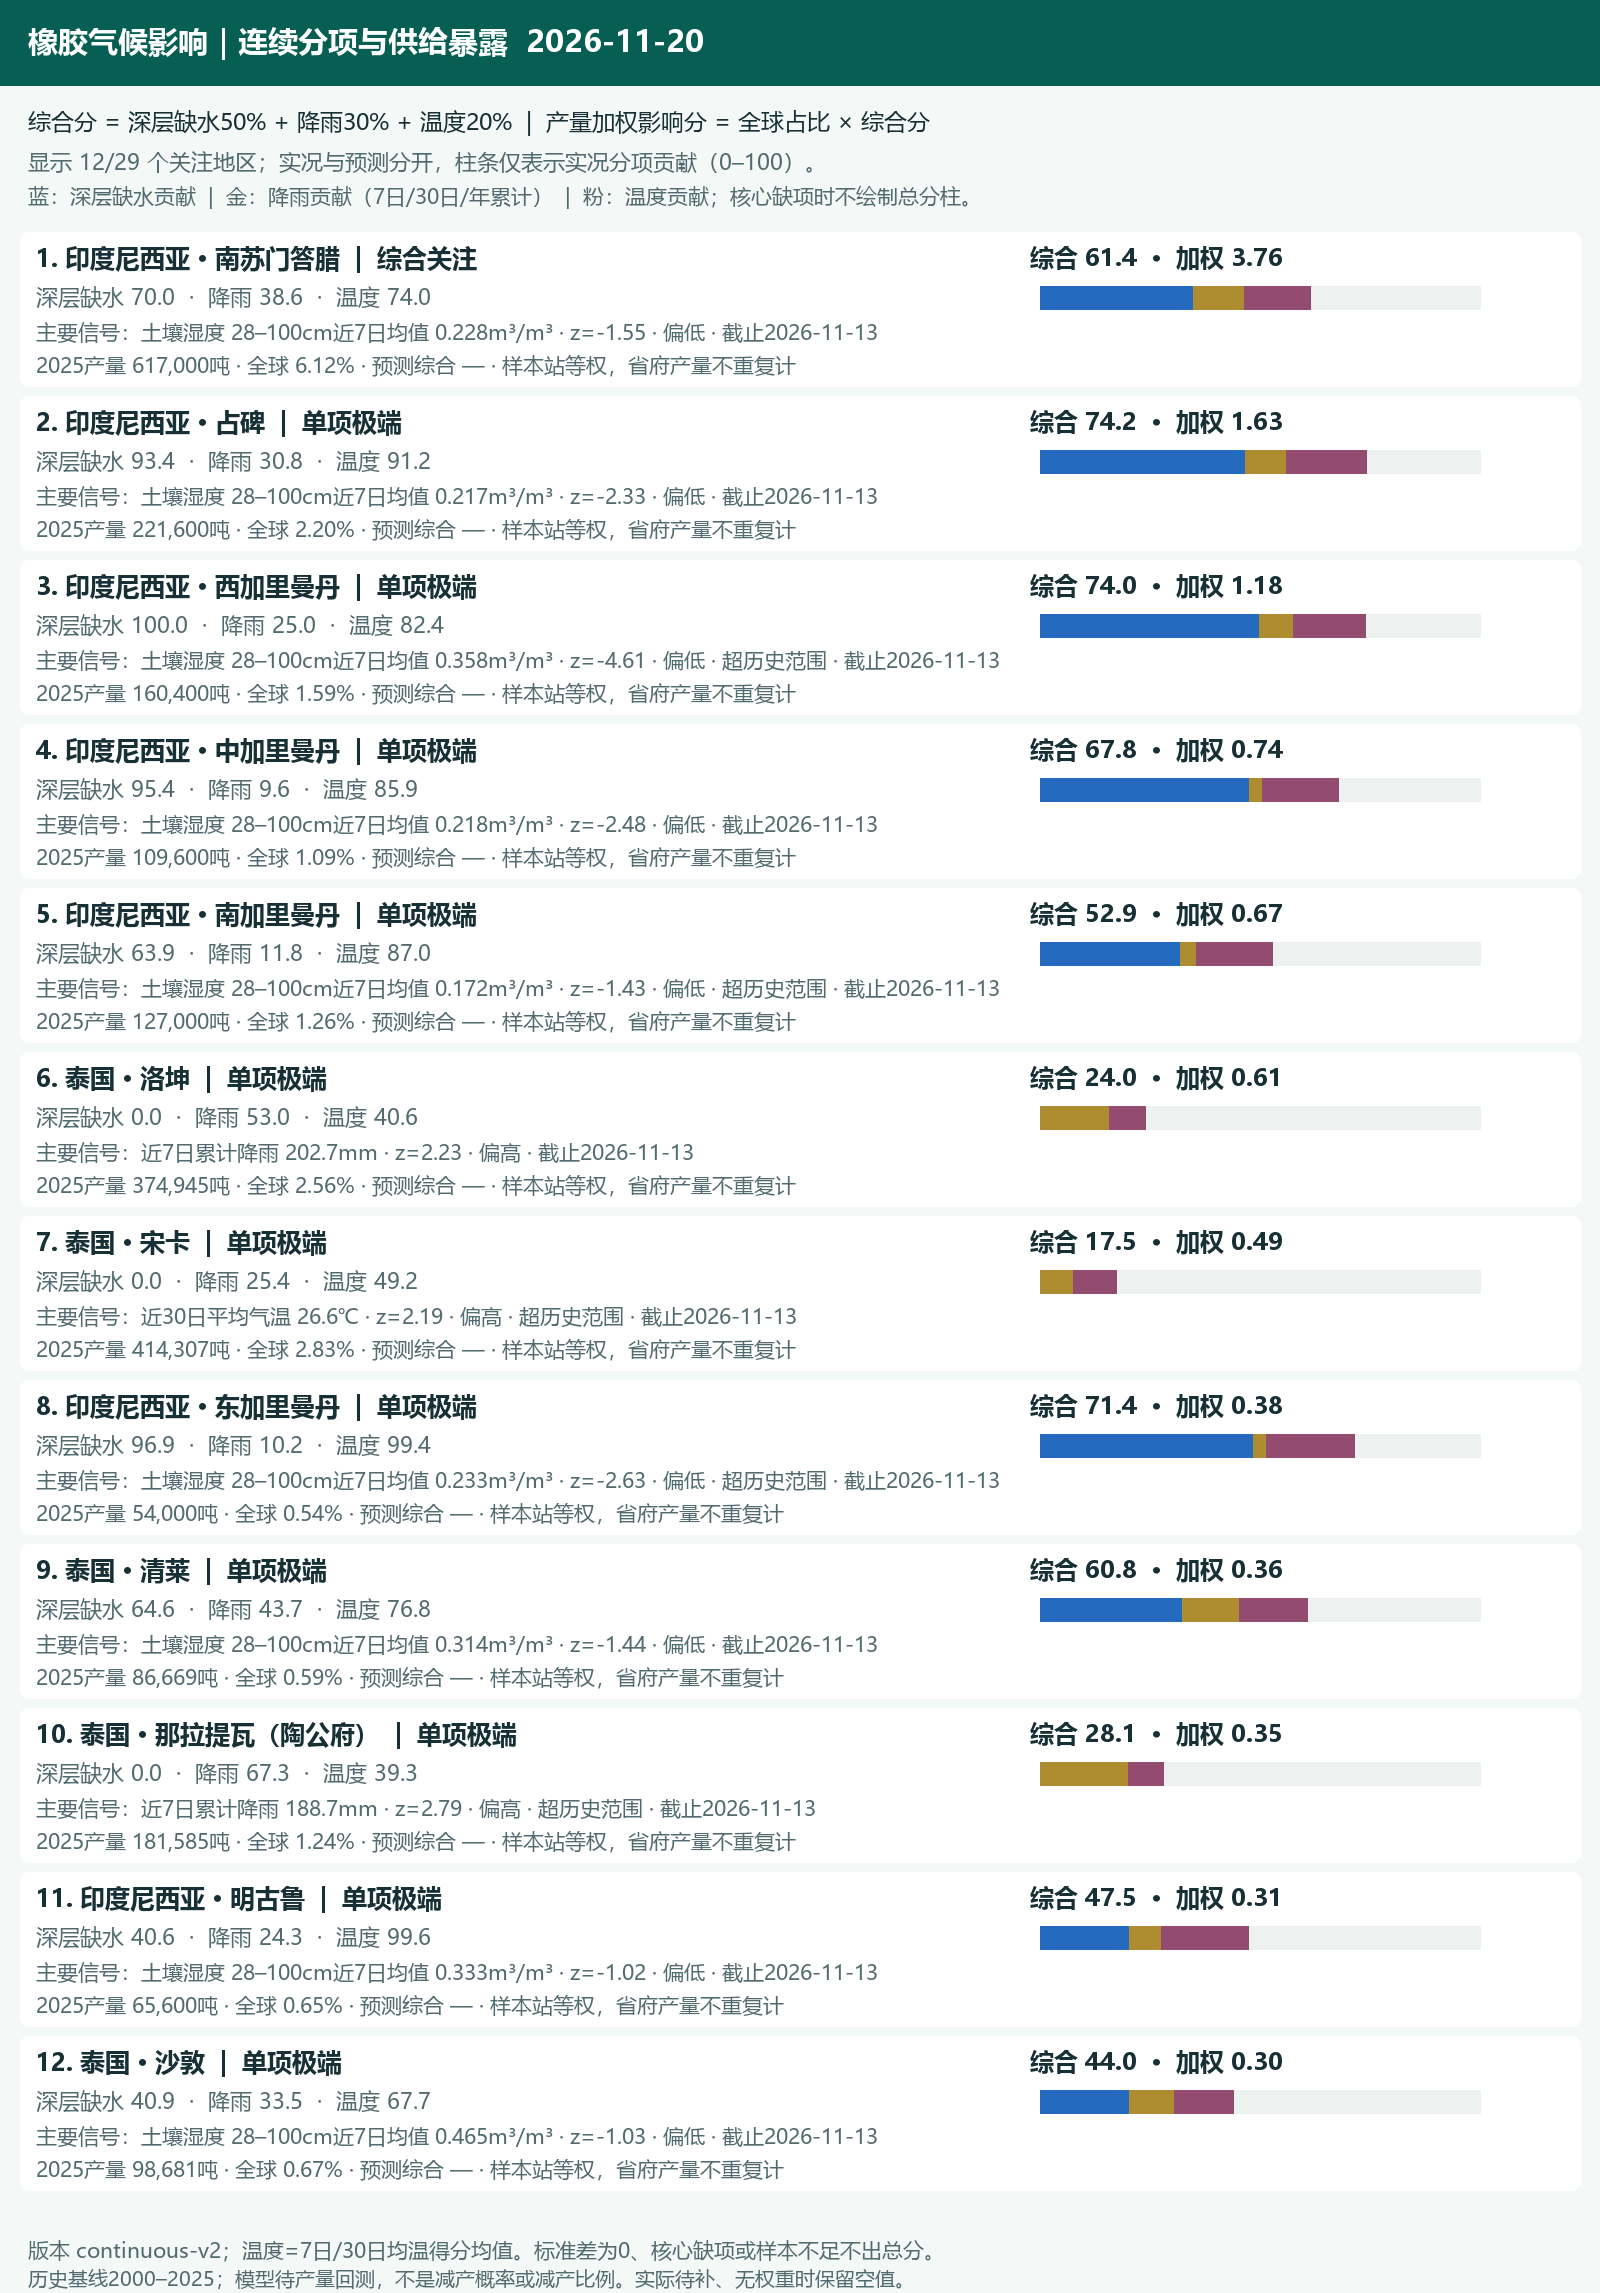 橡胶气候影响｜连续分项与供给暴露 2026-11-20
综合分 = 深层缺水50% + 降雨30% + 温度20% ｜ 产量加权影响分 = 全球占比 × 综合分
显示 12/29 个关注地区；实况与预测分开，柱条仅表示实况分项贡献（0–100）。
蓝：深层缺水贡献 ｜ 金：降雨贡献（7日/30日/年累计） ｜ 粉：温度贡献；核心缺项时不绘制总分柱。
1. 印度尼西亚 • 南苏门答腊 ｜ 综合关注
综合 61.4 • 加权 3.76
深层缺水 70.0 · 降雨 38.6 · 温度 74.0
主要信号：土壤湿度 28–100cm近7日均值 0.228m³/m³ · z=-1.55 · 偏低 · 截止2026-11-13
2025产量 617,000吨 · 全球 6.12% · 预测综合 — · 样本站等权，省府产量不重复计
2. 印度尼西亚 • 占碑 ｜ 单项极端
综合 74.2 • 加权 1.63
深层缺水 93.4 · 降雨 30.8 · 温度 91.2
主要信号：土壤湿度 28–100cm近7日均值 0.217m³/m³ · z=-2.33 · 偏低 · 截止2026-11-13
2025产量 221,600吨 · 全球 2.20% · 预测综合 — · 样本站等权，省府产量不重复计
3. 印度尼西亚 • 西加里曼丹 ｜ 单项极端
综合 74.0 • 加权 1.18
深层缺水 100.0 · 降雨 25.0 · 温度 82.4
主要信号：土壤湿度 28–100cm近7日均值 0.358m³/m³ · z=-4.61 · 偏低 · 超历史范围 · 截止2026-11-13
2025产量 160,400吨 · 全球 1.59% · 预测综合 — · 样本站等权，省府产量不重复计
4. 印度尼西亚 • 中加里曼丹 ｜ 单项极端
综合 67.8 • 加权 0.74
深层缺水 95.4 · 降雨 9.6 · 温度 85.9
主要信号：土壤湿度 28–100cm近7日均值 0.218m³/m³ · z=-2.48 · 偏低 · 截止2026-11-13
2025产量 109,600吨 · 全球 1.09% · 预测综合 — · 样本站等权，省府产量不重复计
5. 印度尼西亚 • 南加里曼丹 ｜ 单项极端
综合 52.9 • 加权 0.67
深层缺水 63.9 · 降雨 11.8 · 温度 87.0
主要信号：土壤湿度 28–100cm近7日均值 0.172m³/m³ · z=-1.43 · 偏低 · 超历史范围 · 截止2026-11-13
2025产量 127,000吨 · 全球 1.26% · 预测综合 — · 样本站等权，省府产量不重复计
6. 泰国 • 洛坤 ｜ 单项极端
综合 24.0 • 加权 0.61
深层缺水 0.0 · 降雨 53.0 · 温度 40.6
主要信号：近7日累计降雨 202.7mm · z=2.23 · 偏高 · 截止2026-11-13
2025产量 374,945吨 · 全球 2.56% · 预测综合 — · 样本站等权，省府产量不重复计
7. 泰国 • 宋卡 ｜ 单项极端
综合 17.5 • 加权 0.49
深层缺水 0.0 · 降雨 25.4 · 温度 49.2
主要信号：近30日平均气温 26.6℃ · z=2.19 · 偏高 · 超历史范围 · 截止2026-11-13
2025产量 414,307吨 · 全球 2.83% · 预测综合 — · 样本站等权，省府产量不重复计
8. 印度尼西亚 • 东加里曼丹 ｜ 单项极端
综合 71.4 • 加权 0.38
深层缺水 96.9 · 降雨 10.2 · 温度 99.4
主要信号：土壤湿度 28–100cm近7日均值 0.233m³/m³ · z=-2.63 · 偏低 · 超历史范围 · 截止2026-11-13
2025产量 54,000吨 · 全球 0.54% · 预测综合 — · 样本站等权，省府产量不重复计
9. 泰国 • 清莱 ｜ 单项极端
综合 60.8 • 加权 0.36
深层缺水 64.6 · 降雨 43.7 · 温度 76.8
主要信号：土壤湿度 28–100cm近7日均值 0.314m³/m³ · z=-1.44 · 偏低 · 截止2026-11-13
2025产量 86,669吨 · 全球 0.59% · 预测综合 — · 样本站等权，省府产量不重复计
10. 泰国 • 那拉提瓦（陶公府） ｜ 单项极端
综合 28.1 • 加权 0.35
深层缺水 0.0 · 降雨 67.3 · 温度 39.3
主要信号：近7日累计降雨 188.7mm · z=2.79 · 偏高 · 超历史范围 · 截止2026-11-13
2025产量 181,585吨 · 全球 1.24% · 预测综合 — · 样本站等权，省府产量不重复计
11. 印度尼西亚 • 明古鲁 ｜ 单项极端
综合 47.5 • 加权 0.31
深层缺水 40.6 · 降雨 24.3 · 温度 99.6
主要信号：土壤湿度 28–100cm近7日均值 0.333m³/m³ · z=-1.02 · 偏低 · 截止2026-11-13
2025产量 65,600吨 · 全球 0.65% · 预测综合 — · 样本站等权，省府产量不重复计
12. 泰国 • 沙敦 ｜ 单项极端
综合 44.0 • 加权 0.30
深层缺水 40.9 · 降雨 33.5 · 温度 67.7
主要信号：土壤湿度 28–100cm近7日均值 0.465m³/m³ · z=-1.03 · 偏低 · 截止2026-11-13
2025产量 98,681吨 · 全球 0.67% · 预测综合 — · 样本站等权，省府产量不重复计
版本 continuous-v2；温度=7日/30日均温得分均值。标准差为0、核心缺项或样本不足不出总分。
历史基线2000–2025；模型待产量回测，不是减产概率或减产比例。实际待补、无权重时保留空值。